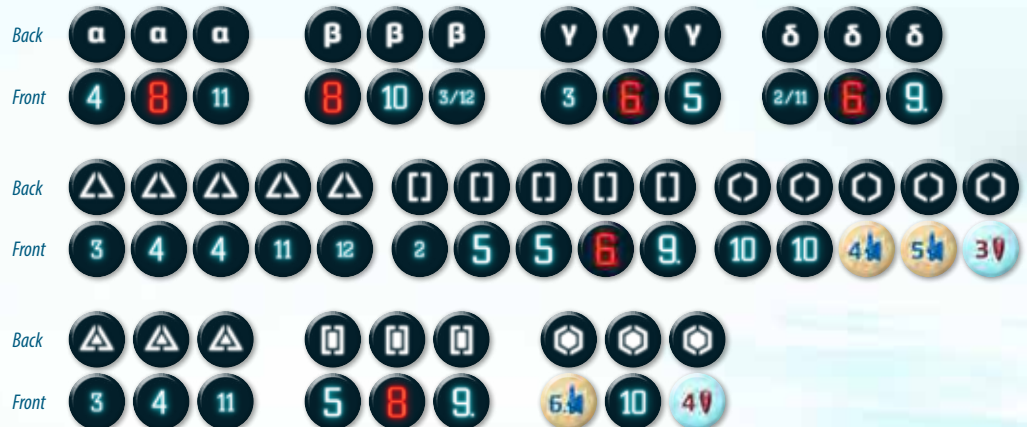 Back α α α β β β γ γ γ δ δ δ
Front 4 8 11 8 10 3/12 3 6. 5 2/11 6. 9.
Back
Front 3 4 4 11 12 2 5 5 6. 9. 10 10 4 5 3
Back
Front 3 4 11 5 8 9. 6. 10 4